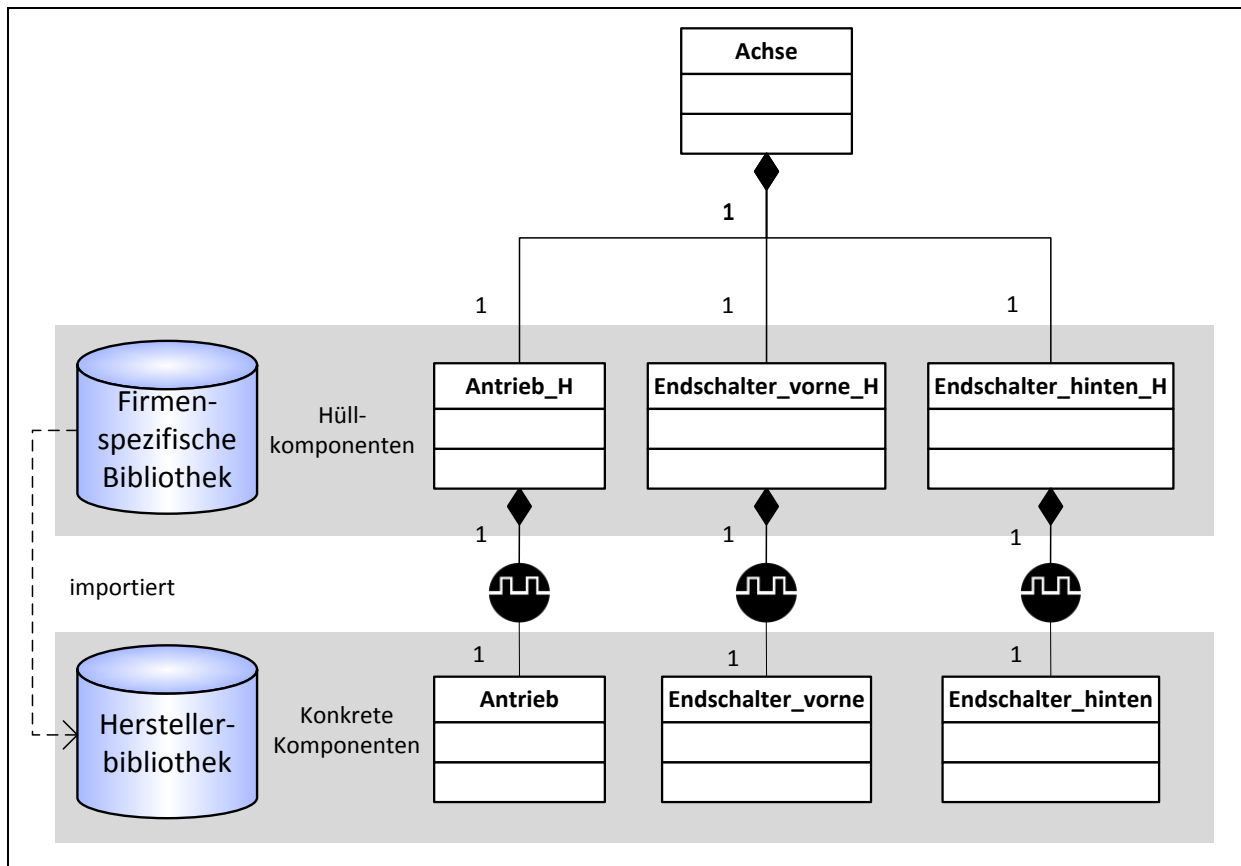 Achse
1
1
1
1
Firmen-
spezifische
Bibliothek
Hüll-
komponenten
Antrieb_H
Endschalter_vorne_H
Endschalter_hinten_H
1
1
1
importiert
1
1
1
Hersteller-
bibliothek
Konkrete
Komponenten
Antrieb
Endschalter_vorne
Endschalter_hinten